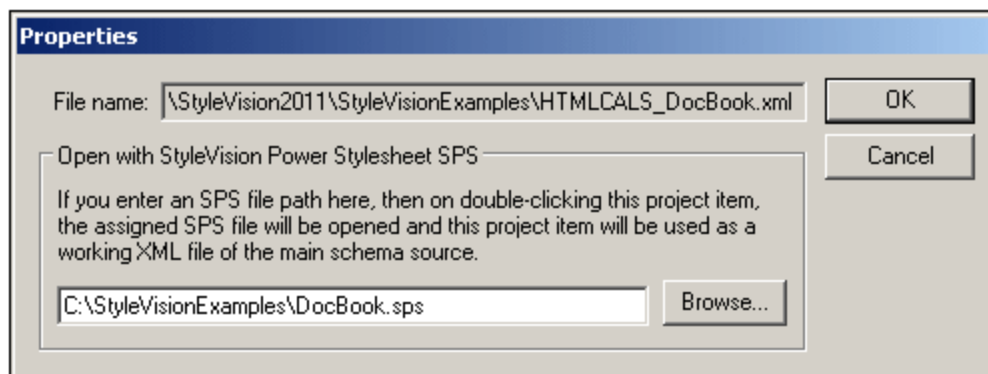 Properties
File name: \StyleVision2011\StyleVisionExamples\HTMLCALS_DocBook.xml OK
Open with StyleVision Power Stylesheet SPS Cancel
If you enter an SPS file path here, then on double-clicking this project item,
the assigned SPS file will be opened and this project item will be used as a
working XML file of the main schema source.
C:\StyleVisionExamples\DocBook.sps Browse...